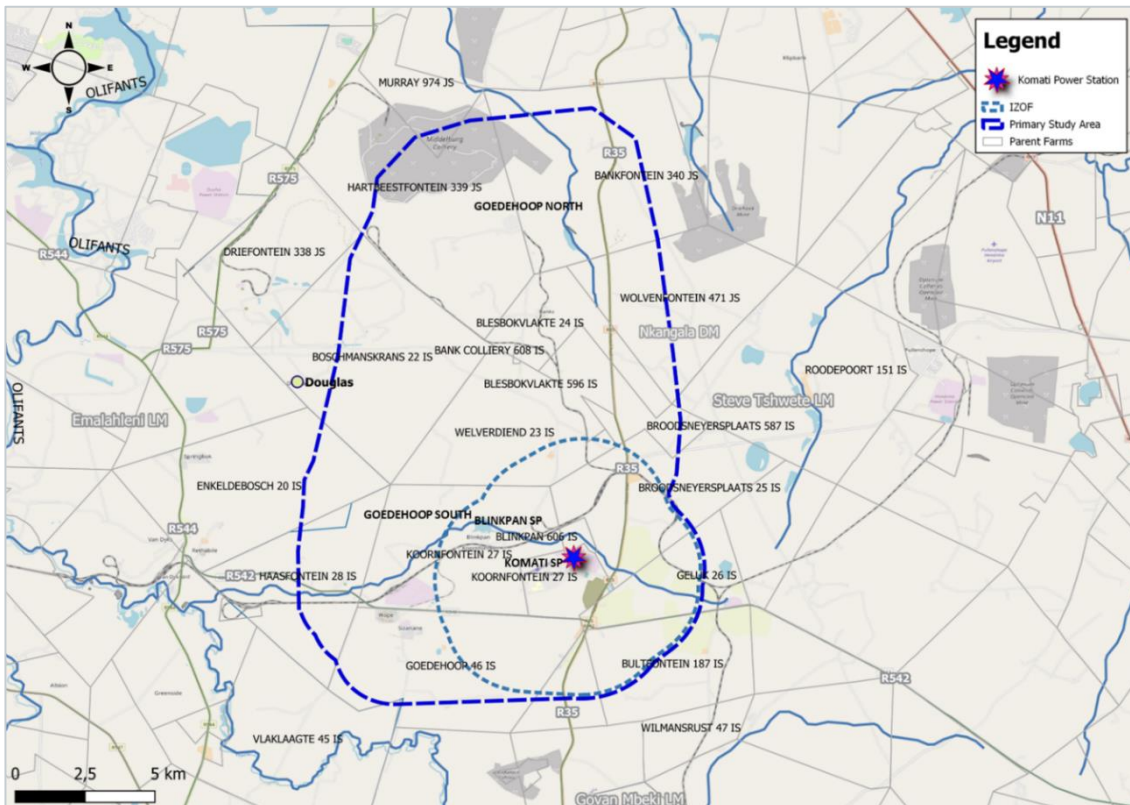 N
W
E
S
OLIFANTS
MURRAY 974 JS
Legend
Komati Power Station
IZOF
Primary Study Area
Parent Farms
R575
Middelburg
Colliery
R35
BANKFONTEIN 340 JS
HARTBEESTFONTEIN 339 JS
GOEDEHOOP NORTH
N11
OLIFANTS
R544
DRIEFONTEIN 338 JS
WOLVENFONTEIN 471 JS
BLESBOKVLAKTE 24 IS
Nkangala DM
R575
R575
BANK COLLIERY 608 IS
BOSCHMANSKRANS 22 IS
ROODEPOORT 151 IS
Douglas
BLESBOKVLAKTE 596 IS
OLIFANTS
Steve Tshwete LM
Emalahleni LM
BROODSNEYERSPLAATS 587 IS
WELVERDIEND 23 IS
R35
ENKELDEBOSCH 20 IS
BROODSNEYERSPLAATS 25 IS
GOEDEHOOP SOUTH
BLINKPAN SP
R544
Blinkpan
BLINKPAN 606 IS
KOORNFONTEIN 27 IS
KOMATI SP
R542
HAASFONTEIN 28 IS
KOORNFONTEIN 27 IS
GELUK 26 IS
GOEDEHOOP 46 IS
BULTFONTEIN 187 IS
R542
R35
WILMANSRUST 47 IS
VLAKLAAGTE 45 IS
0 2,5 5 km
Govan Mbeki LM